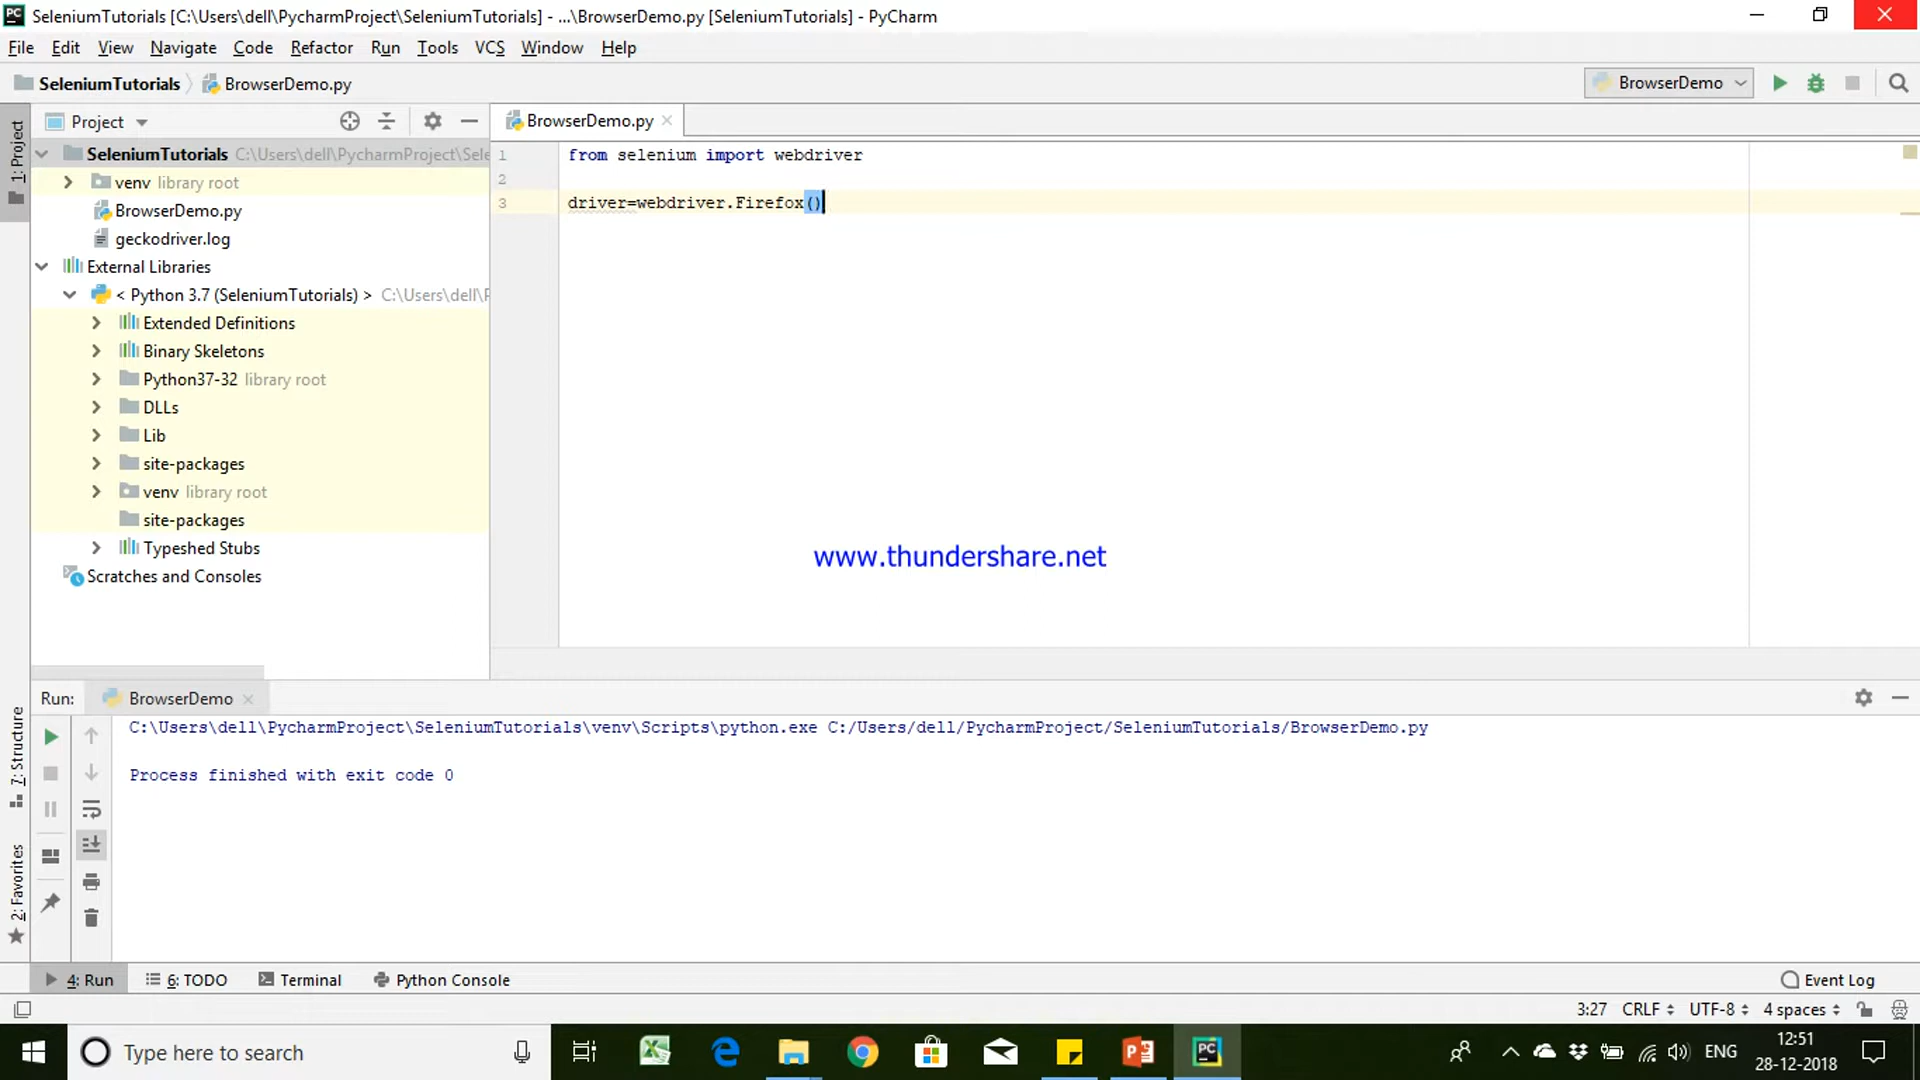 SeleniumTutorials [C:\Users\dell\PycharmProject\SeleniumTutorials] - ...\BrowserDemo.py [SeleniumTutorials] - PyCharm
File Edit View Navigate Code Refactor Run Tools VCS Window Help
SeleniumTutorials BrowserDemo.py BrowserDemo
1: Project
Project
BrowserDemo.py
SeleniumTutorials C:\Users\dell\PycharmProject\Sele
venv library root
BrowserDemo.py
geckodriver.log
External Libraries
< Python 3.7 (SeleniumTutorials) > C:\Users\dell\P
Extended Definitions
Binary Skeletons
Python37-32 library root
DLLs
Lib
site-packages
venv library root
site-packages
Typeshed Stubs
Scratches and Consoles
1 from selenium import webdriver
2
3 driver=webdriver.Firefox()
www.thundershare.net
Run: BrowserDemo
C:\Users\dell\PycharmProject\SeleniumTutorials\venv\Scripts\python.exe C:/Users/dell/PycharmProject/SeleniumTutorials/BrowserDemo.py
Process finished with exit code 0
7: Structure
2: Favorites
4: Run 6: TODO Terminal Python Console Event Log
3:27 CRLF UTF-8 4 spaces
Type here to search
ENG
12:51
28-12-2018